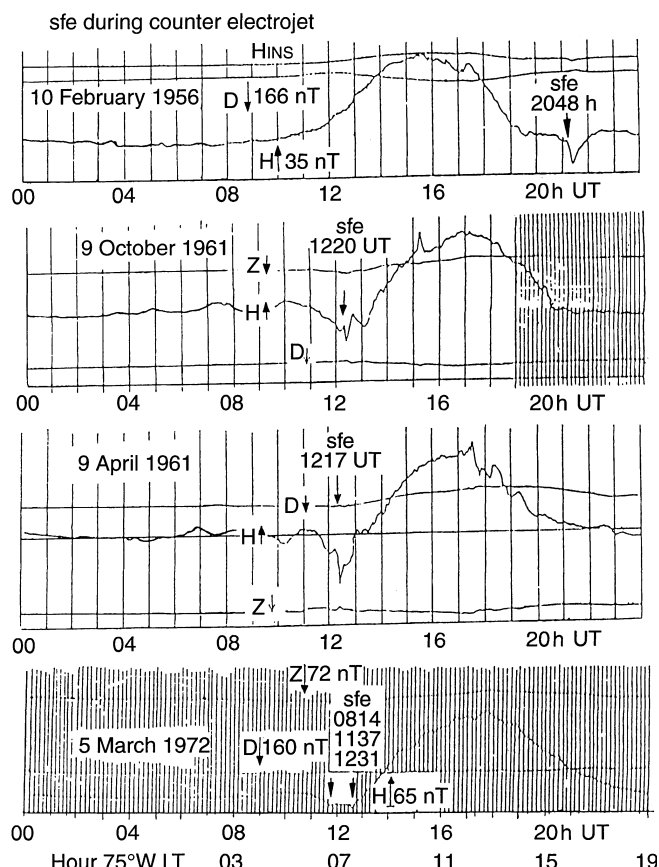 sfe during counter electrojet
HINS
10 February 1956
D 166 nT
sfe
2048 h
H 35 nT
00 04 08 12 16 20h UT
9 October 1961
sfe
1220 UT
Z
H
D
00 04 08 12 16 20h UT
9 April 1961
sfe
1217 UT
D
H
Z
00 04 08 12 16 20h UT
Z 72 nT
sfe
0814
1137
1231
5 March 1972
D 160 nT
H 65 nT
00 04 08 12 16 20h UT
Hour 75°W LT 03 07 11 15 19